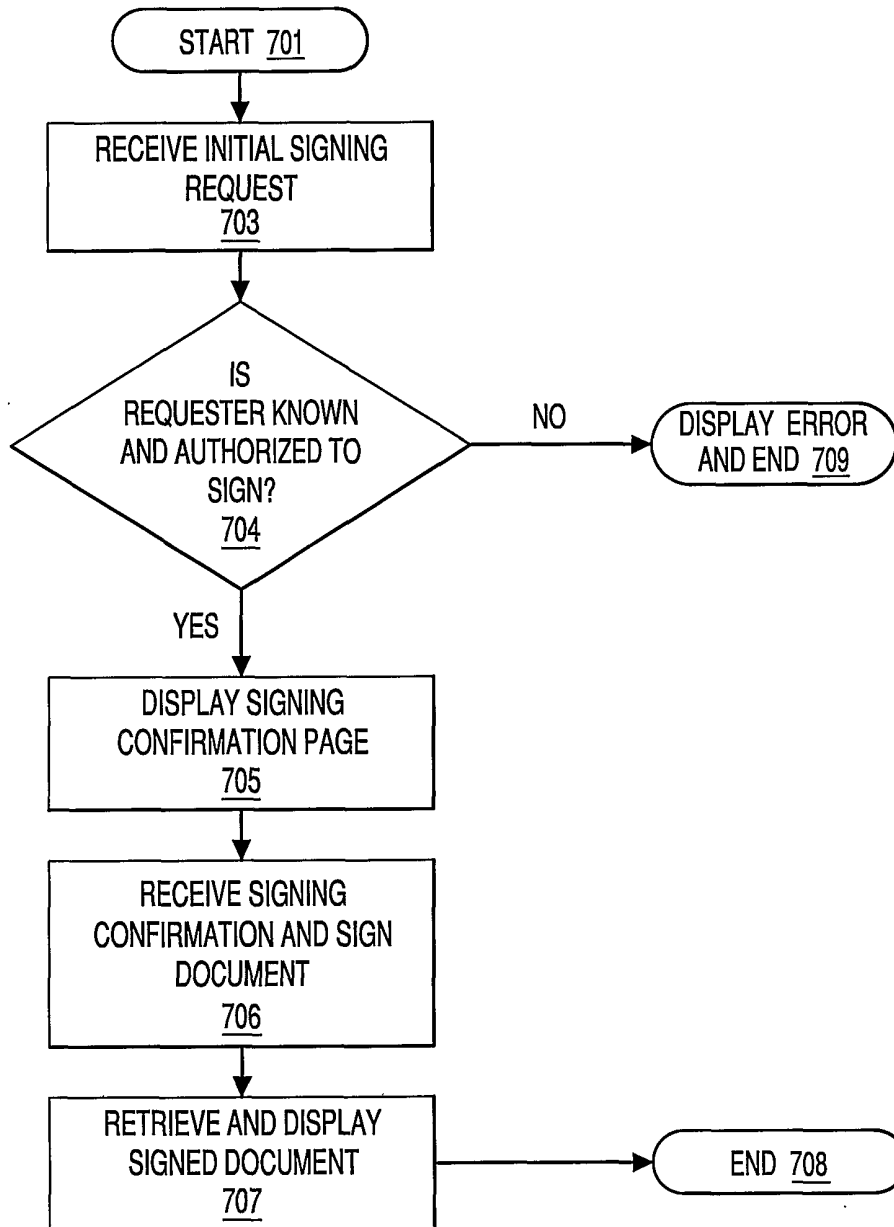 START 701
RECEIVE INITIAL SIGNING
REQUEST
703
IS
REQUESTER KNOWN
AND AUTHORIZED TO
SIGN?
704
NO
DISPLAY ERROR
AND END 709
YES
DISPLAY SIGNING
CONFIRMATION PAGE
705
RECEIVE SIGNING
CONFIRMATION AND SIGN
DOCUMENT
706
RETRIEVE AND DISPLAY
SIGNED DOCUMENT
707
END 708